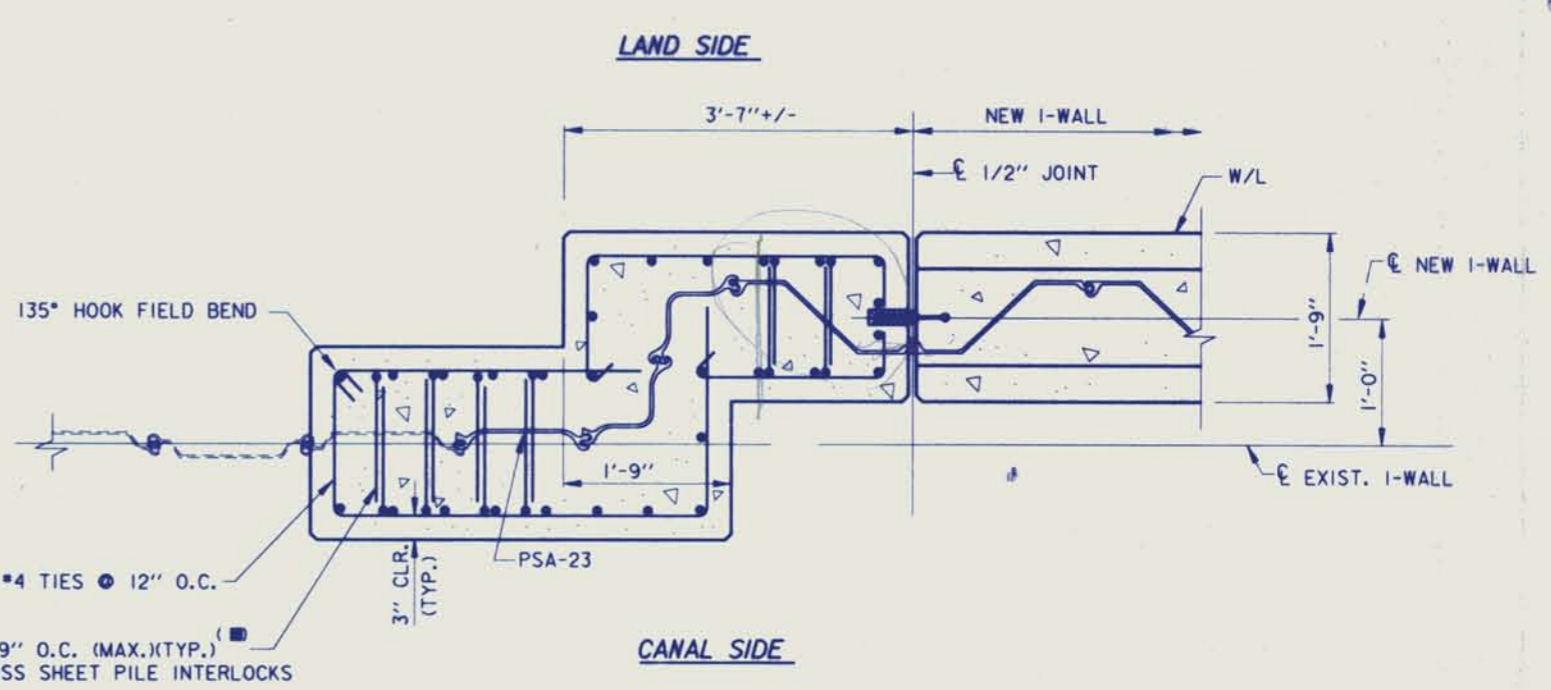 LAND SIDE
3'-7"+/-
NEW I-WALL
℄ 1/2" JOINT
W/L
℄ NEW I-WALL
135° HOOK FIELD BEND
1'-9"
1'-0"
1'-9"
℄ EXIST. I-WALL
PSA-23
#4 TIES @ 12" O.C.
3" CLR.
(TYP.)
9" O.C. (MAX.)(TYP.)
SS SHEET PILE INTERLOCKS
CANAL SIDE